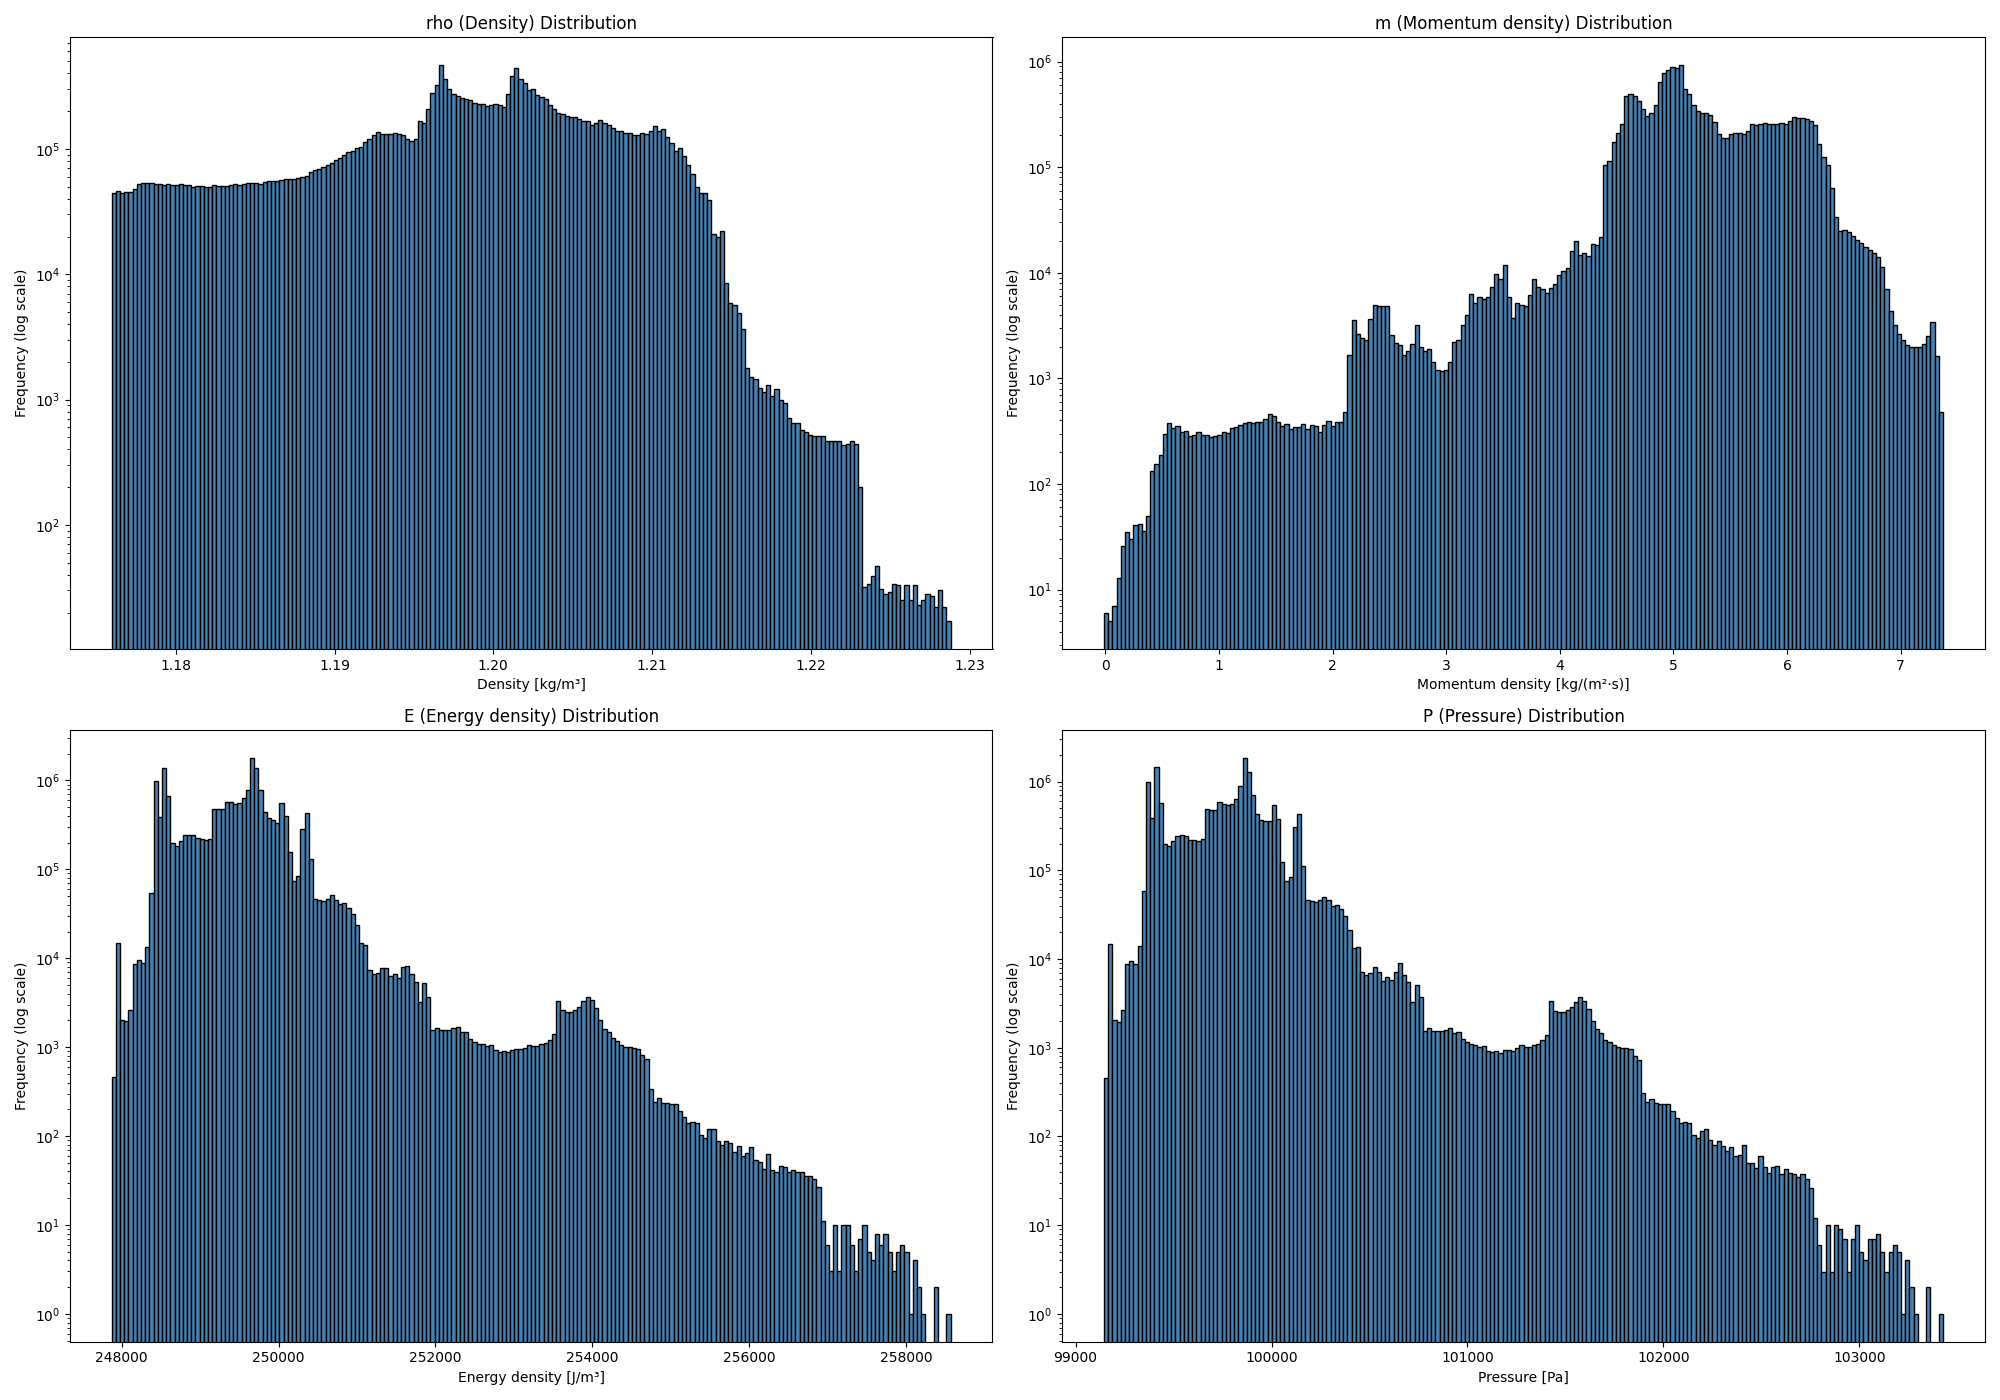 rho (Density) Distribution
10⁵
10⁴
10³
10²
Frequency (log scale)
1.18 1.19 1.20 1.21 1.22 1.23
Density [kg/m³]
m (Momentum density) Distribution
10⁶
10⁵
10⁴
10³
10²
10¹
Frequency (log scale)
0 1 2 3 4 5 6 7
Momentum density [kg/(m²·s)]
E (Energy density) Distribution
10⁶
10⁵
10⁴
10³
10²
10¹
10⁰
Frequency (log scale)
248000 250000 252000 254000 256000 258000
Energy density [J/m³]
P (Pressure) Distribution
10⁶
10⁵
10⁴
10³
10²
10¹
10⁰
Frequency (log scale)
99000 100000 101000 102000 103000
Pressure [Pa]